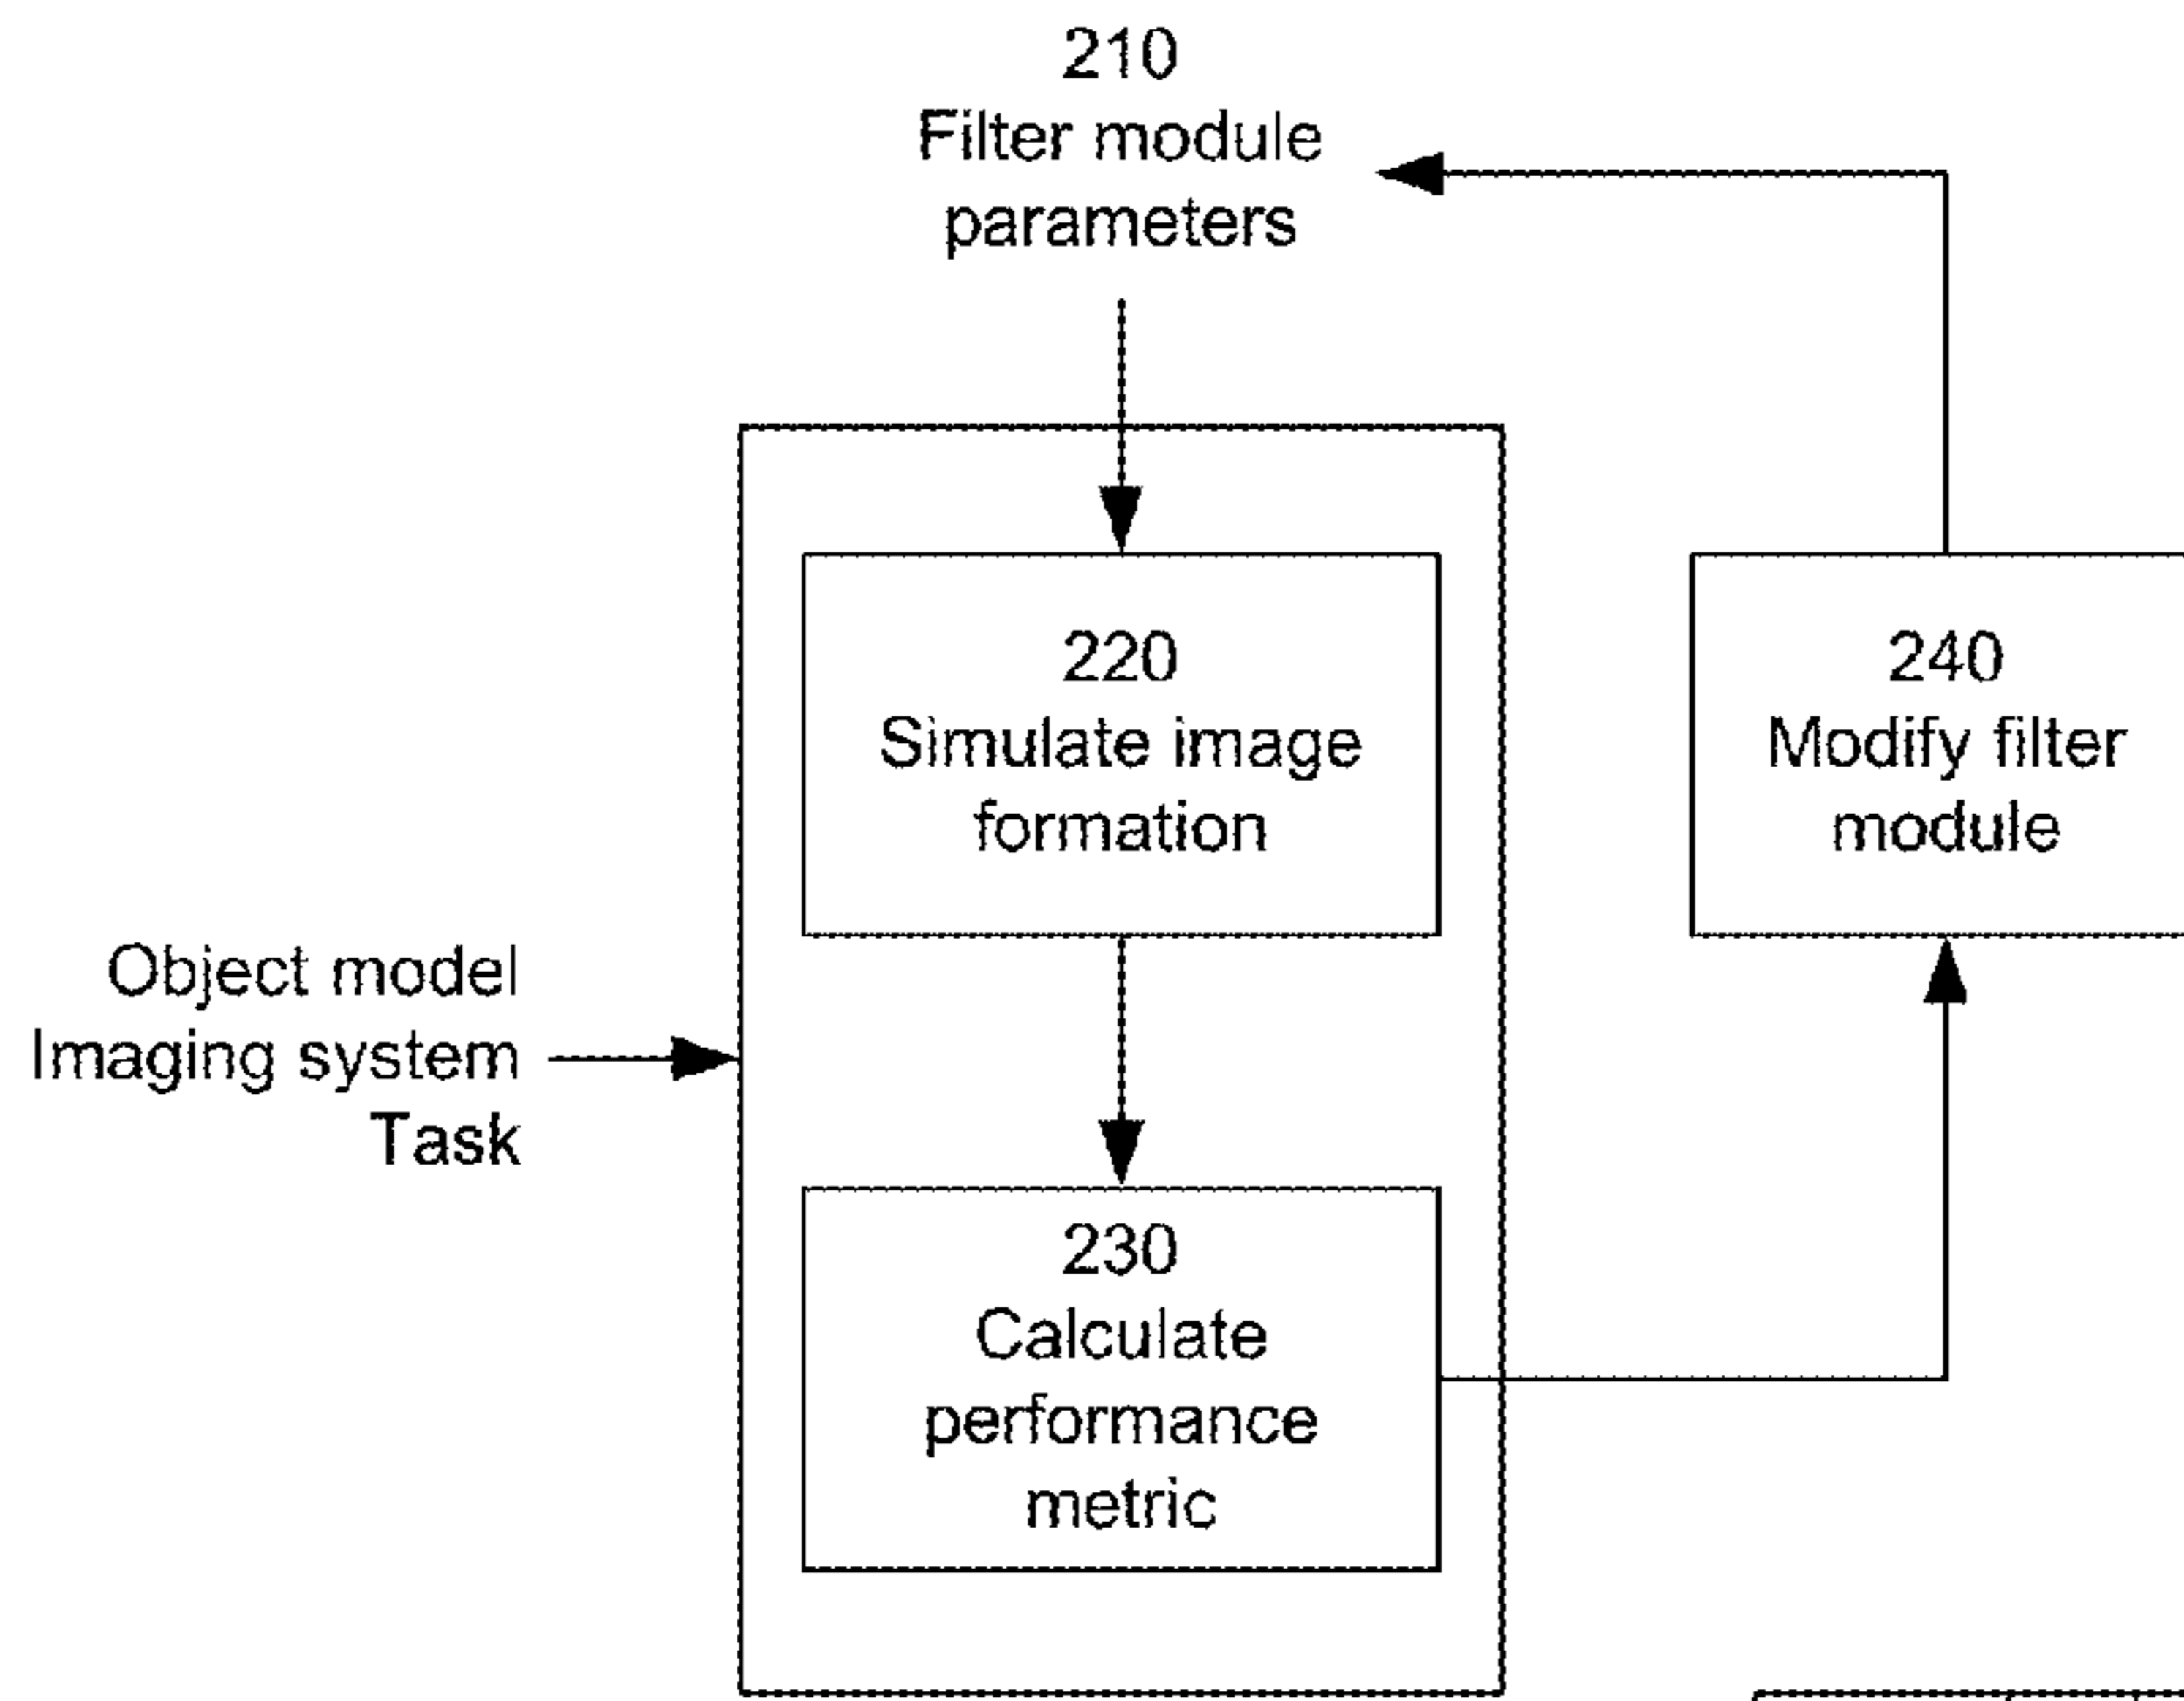 210
Filter module
parameters
220
Simulate image
formation
240
Modify filter
module
Object model
Imaging system
Task
230
Calculate
performance
metric